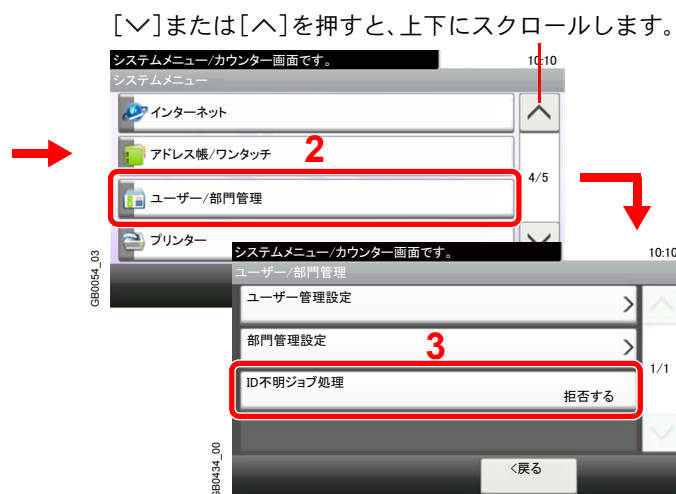 [∨]または[∧]を押すと、上下にスクロールします。
システムメニュー/カウンター画面です。
10:10
システムメニュー
インターネット
アドレス帳/ワンタッチ
2
4/5
ユーザー/部門管理
プリンター
GB0054_03
システムメニュー/カウンター画面です。
10:10
ユーザー/部門管理
ユーザー管理設定
部門管理設定
3
1/1
ID不明ジョブ処理
拒否する
GB0434_00
<戻る